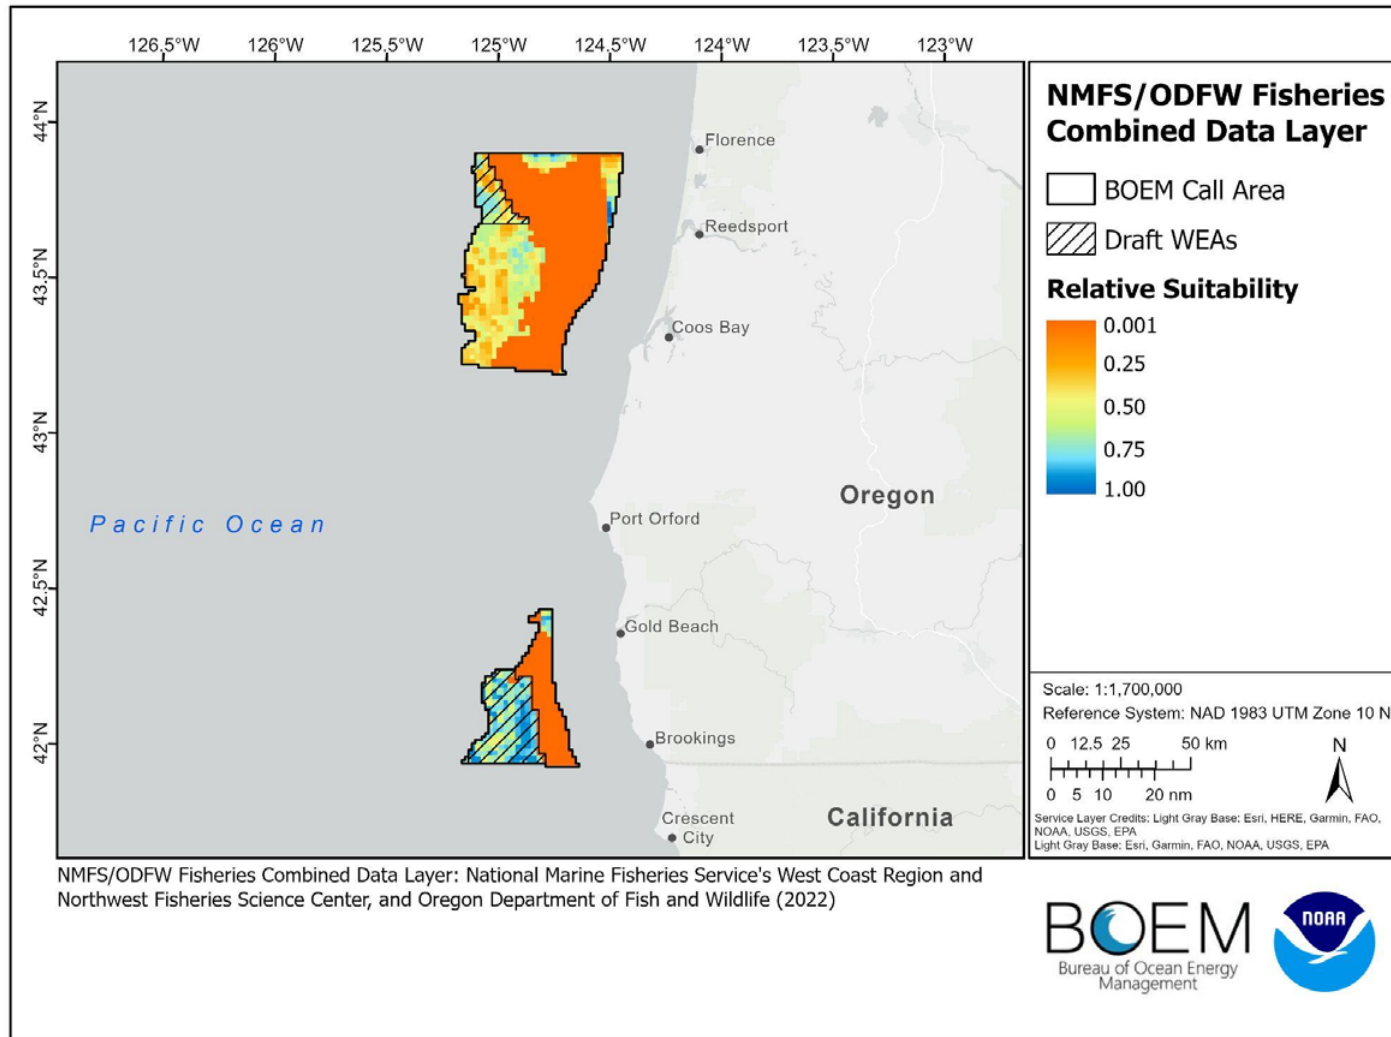 126.5°W 126°W 125.5°W 125°W 124.5°W 124°W 123.5°W 123°W
44°N
43.5°N
43°N
42.5°N
42°N
Florence
Reedsport
Coos Bay
Oregon
Pacific Ocean
Port Orford
Gold Beach
Brookings
Crescent
City
California
NMFS/ODFW Fisheries
Combined Data Layer
BOEM Call Area
Draft WEAs
Relative Suitability
0.001
0.25
0.50
0.75
1.00
Scale: 1:1,700,000
Reference System: NAD 1983 UTM Zone 10 N
0 12.5 25 50 km
0 5 10 20 nm
N
Service Layer Credits: Light Gray Base: Esri, HERE, Garmin, FAO,
NOAA, USGS, EPA
Light Gray Base: Esri, Garmin, FAO, NOAA, USGS, EPA
NMFS/ODFW Fisheries Combined Data Layer: National Marine Fisheries Service's West Coast Region and
Northwest Fisheries Science Center, and Oregon Department of Fish and Wildlife (2022)
BOEM
Bureau of Ocean Energy
Management
NOAA